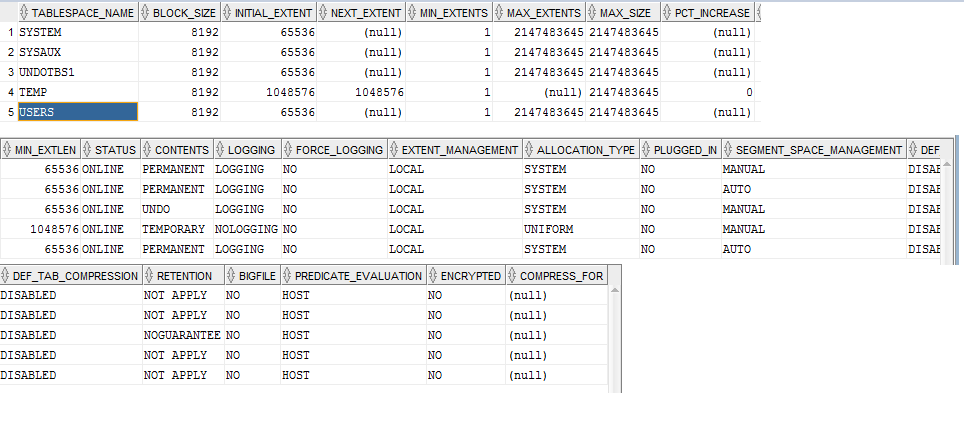 TABLESPACE_NAME BLOCK_SIZE INITIAL_EXTENT NEXT_EXTENT MIN_EXTENTS MAX_EXTENTS MAX_SIZE PCT_INCREASE
1 SYSTEM 8192 65536 (null) 1 2147483645 2147483645 (null)
2 SYSAUX 8192 65536 (null) 1 2147483645 2147483645 (null)
3 UNDOTBS1 8192 65536 (null) 1 2147483645 2147483645 (null)
4 TEMP 8192 1048576 1048576 1 (null) 2147483645 0
5 USERS 8192 65536 (null) 1 2147483645 2147483645 (null)
MIN_EXTLEN STATUS CONTENTS LOGGING FORCE_LOGGING EXTENT_MANAGEMENT ALLOCATION_TYPE PLUGGED_IN SEGMENT_SPACE_MANAGEMENT DEF
65536 ONLINE PERMANENT LOGGING NO LOCAL SYSTEM NO MANUAL DISAB
65536 ONLINE PERMANENT LOGGING NO LOCAL SYSTEM NO AUTO DISAB
65536 ONLINE UNDO LOGGING NO LOCAL SYSTEM NO MANUAL DISAB
1048576 ONLINE TEMPORARY NOLOGGING NO LOCAL UNIFORM NO MANUAL DISAB
65536 ONLINE PERMANENT LOGGING NO LOCAL SYSTEM NO AUTO DISAB
DEF_TAB_COMPRESSION RETENTION BIGFILE PREDICATE_EVALUATION ENCRYPTED COMPRESS_FOR
DISABLED NOT APPLY NO HOST NO (null)
DISABLED NOT APPLY NO HOST NO (null)
DISABLED NOGUARANTEE NO HOST NO (null)
DISABLED NOT APPLY NO HOST NO (null)
DISABLED NOT APPLY NO HOST NO (null)